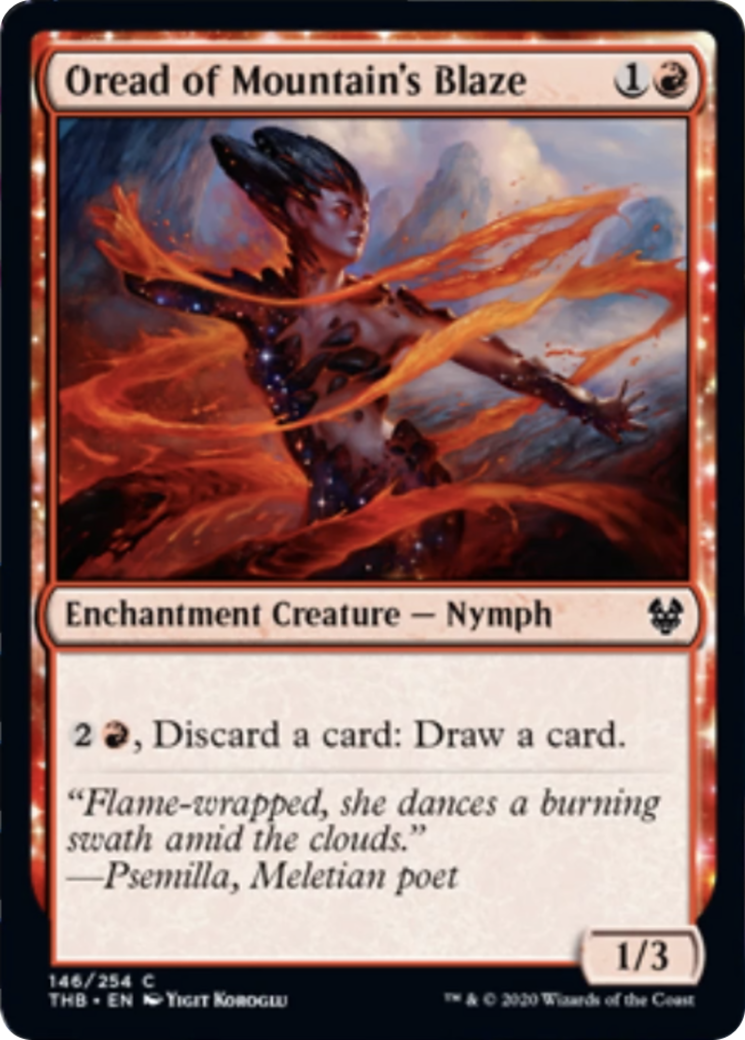 Oread of Mountain's Blaze 1
Enchantment Creature — Nymph
2 , Discard a card: Draw a card.
“Flame-wrapped, she dances a burning
swath amid the clouds.”
—Psemilla, Meletian poet
1/3
146/254 C
THB • EN Yigit Koroglu
™ & © 2020 Wizards of the Coast